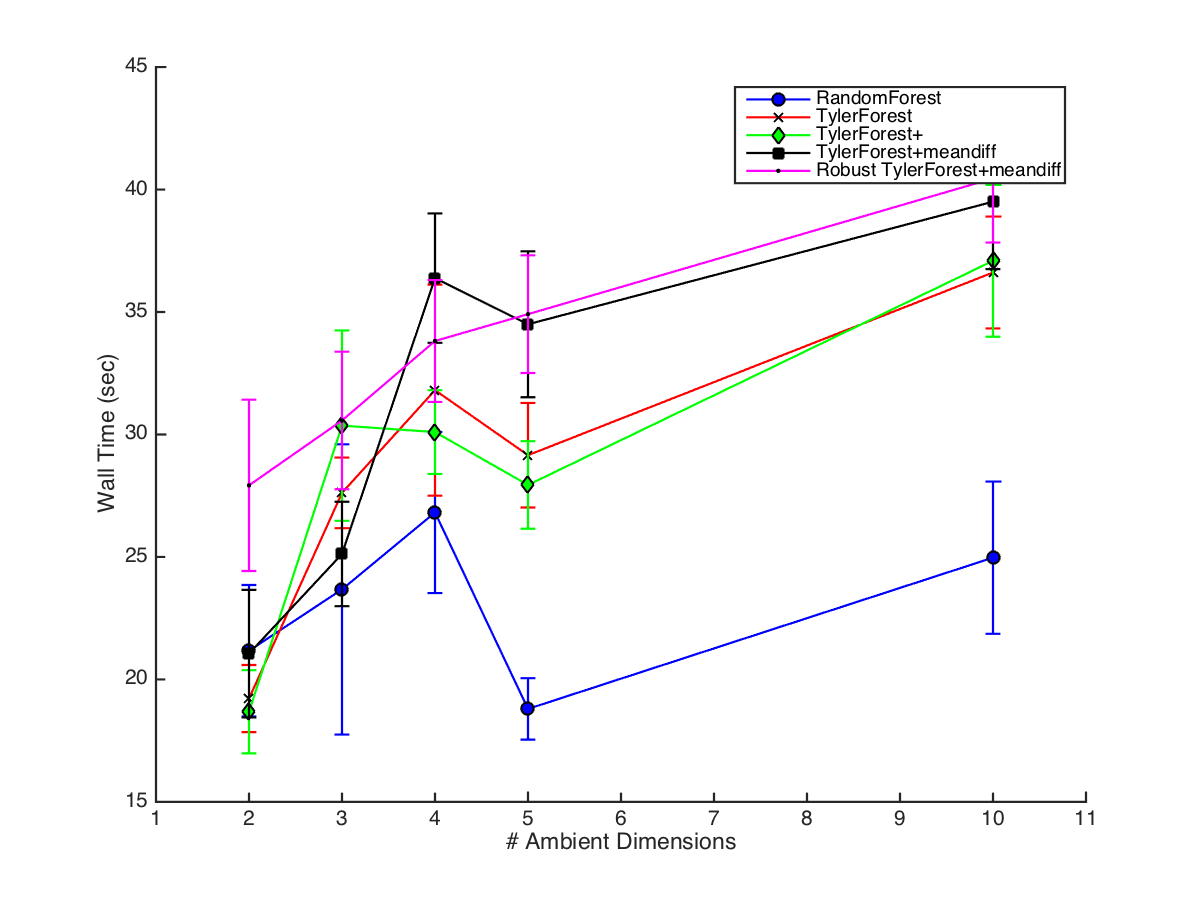 45
40
35
30
25
20
15
Wall Time (sec)
RandomForest
TylerForest
TylerForest+
TylerForest+meandiff
Robust TylerForest+meandiff
1 2 3 4 5 6 7 8 9 10 11
# Ambient Dimensions